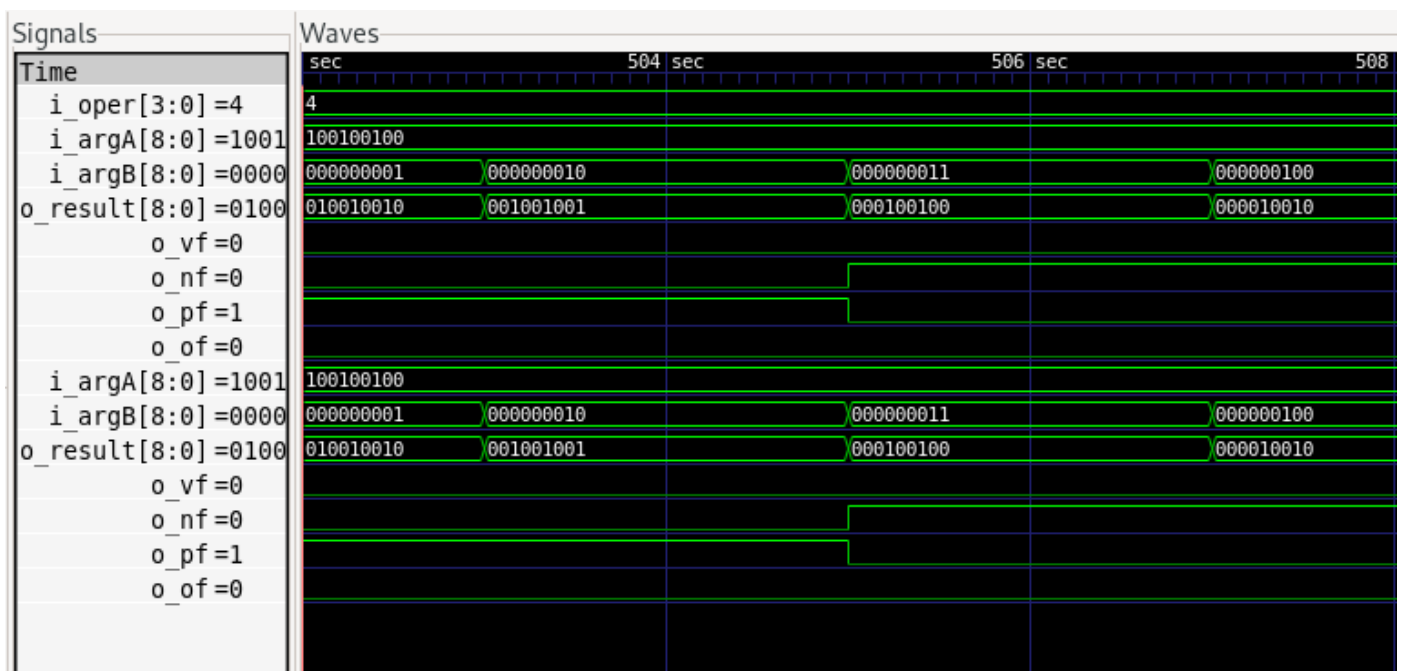 Signals Waves
Time sec 504 sec 506 sec 508
i_oper[3:0]=4 4
i_argA[8:0]=1001 100100100
i_argB[8:0]=0000 000000001 000000010 000000011 000000100
o_result[8:0]=0100 010010010 001001001 000100100 000010010
o_vf=0
o_nf=0
o_pf=1
o_of=0
i_argA[8:0]=1001 100100100
i_argB[8:0]=0000 000000001 000000010 000000011 000000100
o_result[8:0]=0100 010010010 001001001 000100100 000010010
o_vf=0
o_nf=0
o_pf=1
o_of=0